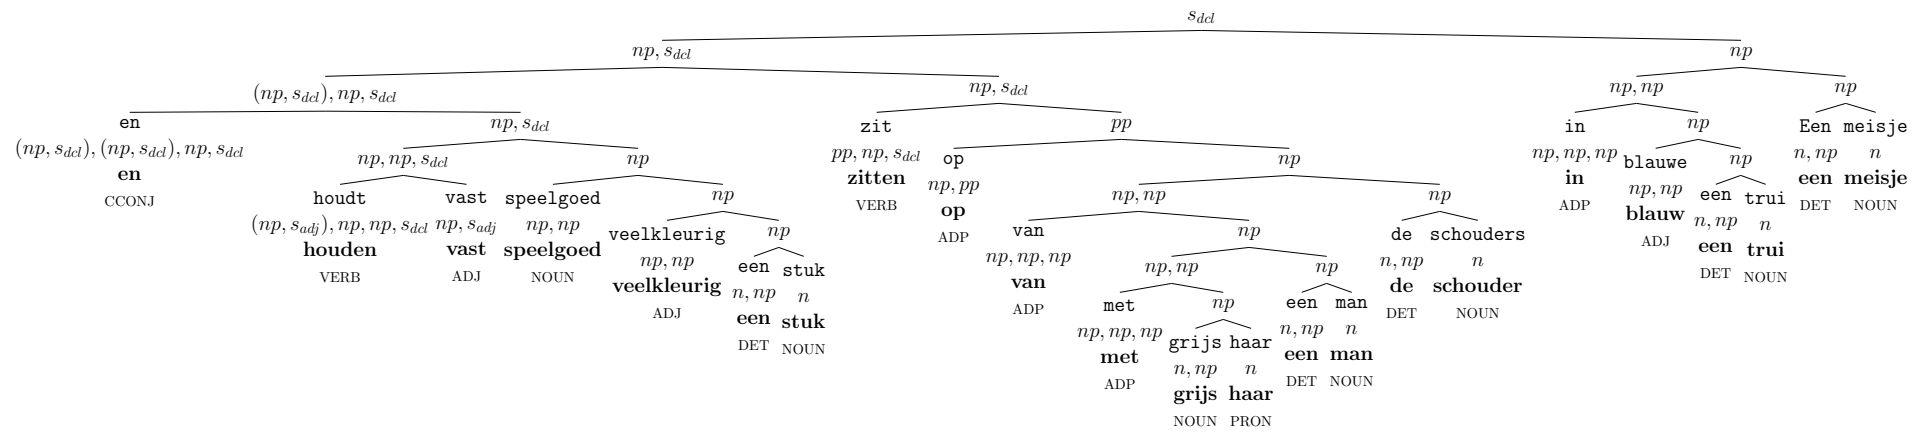 s_dcl
np, s_dcl np
(np, s_dcl), np, s_dcl np, s_dcl np, np np
en np, s_dcl zit pp in np Een meisje
(np, s_dcl), (np, s_dcl), np, s_dcl np, np, s_dcl np pp, np, s_dcl op np np, np, np blauwe np n, np n
en zitten np, pp in np, np een meisje
CCONJ houdt vast speelgoed np VERB op np, np np ADP blauw een trui DET NOUN
(np, s_adj), np, np, s_dcl np, s_adj np, np ADP ADJ n, np n
houden vast speelgoed veelkleurig np van np de schouders een trui
VERB ADJ NOUN np, np een stuk np, np, np np, np np n, np n DET NOUN
veelkleurig n, np n van met np een man de schouder
ADJ een stuk ADP np, np, np grijs haar n, np n DET NOUN
DET NOUN met n, np n een man
ADP grijs haar DET NOUN
NOUN PRON